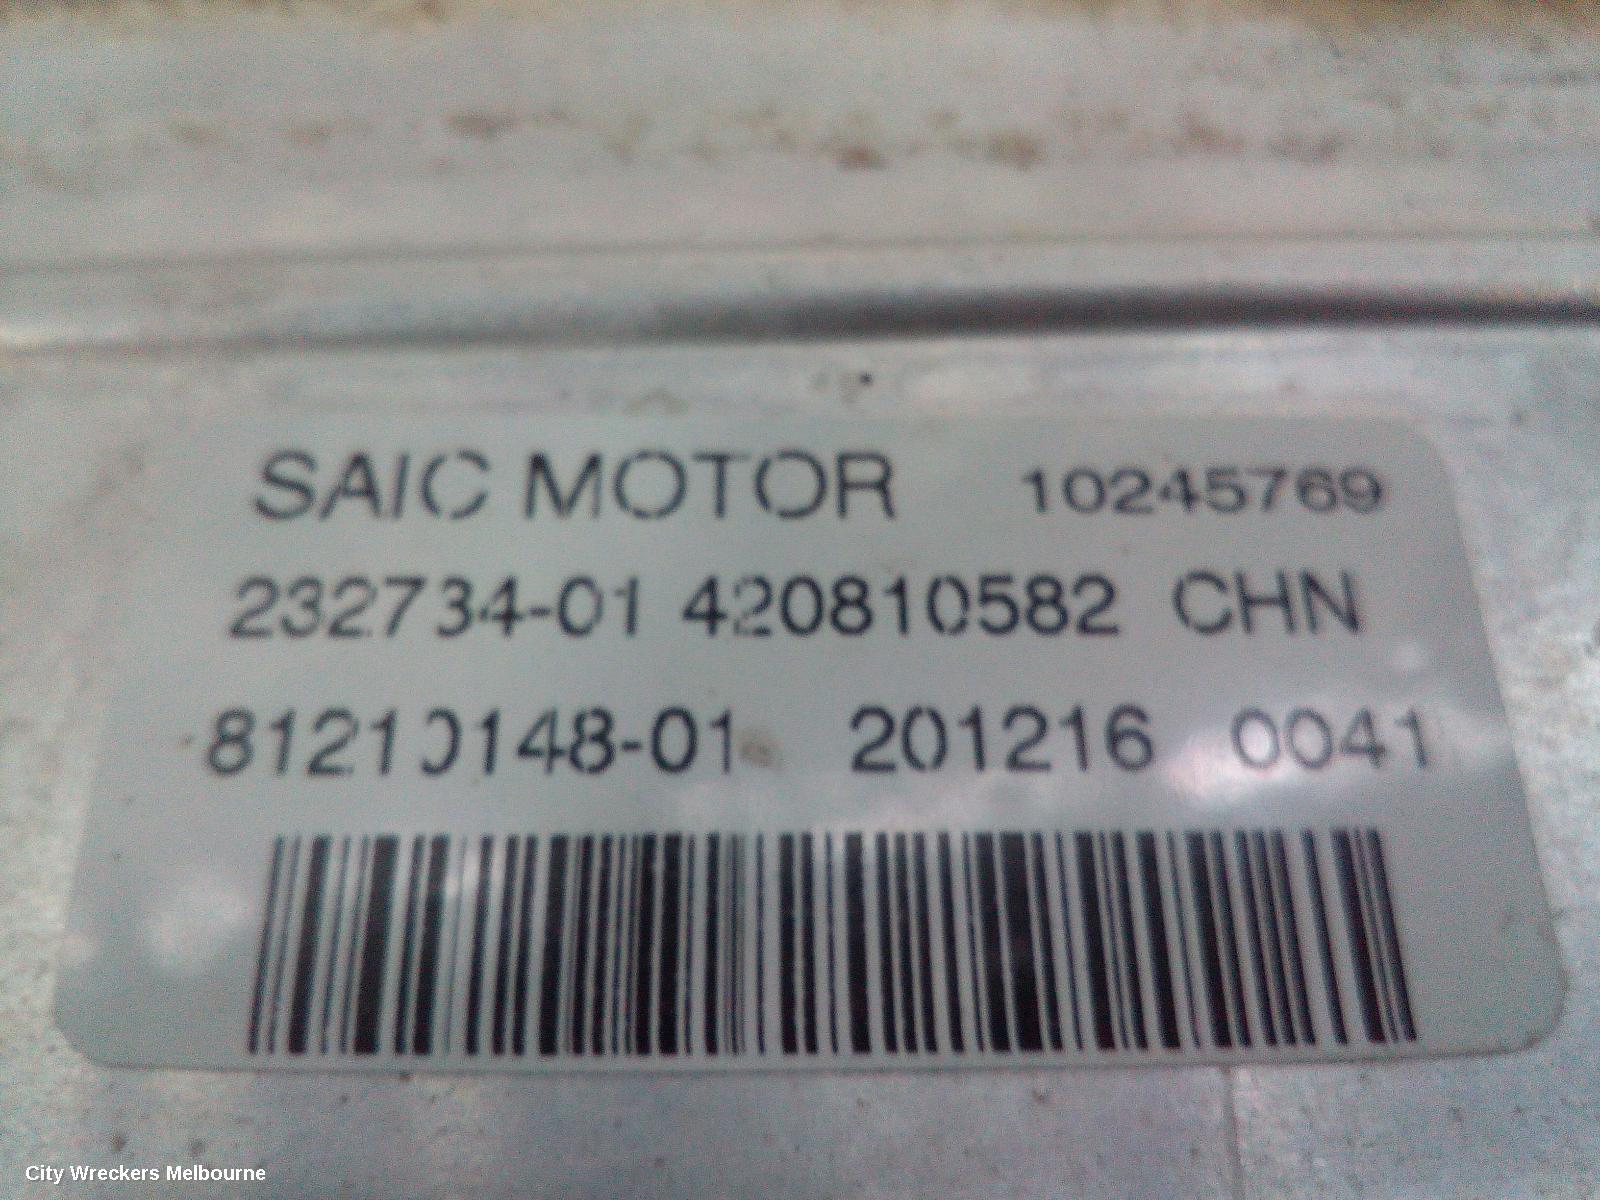 SAIC MOTOR 10245769
232734-01 420810582 CHN
81210148-01 201216 0041
City Wreckers Melbourne